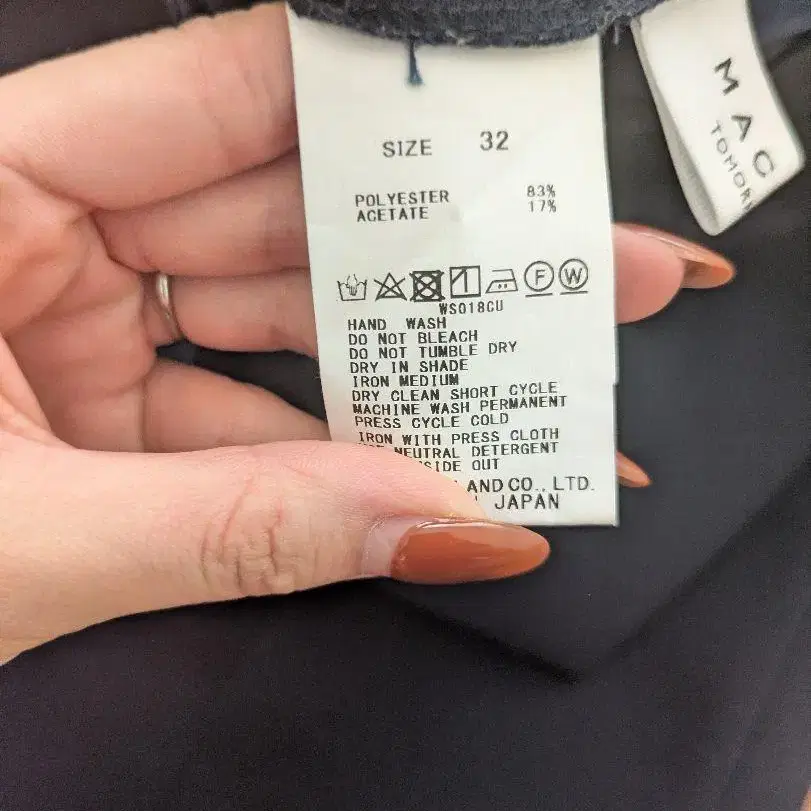 SIZE 32
POLYESTER 83%
ACETATE 17%
F W
WS018CU
HAND WASH
DO NOT BLEACH
DO NOT TUMBLE DRY
DRY IN SHADE
IRON MEDIUM
DRY CLEAN SHORT CYCLE
MACHINE WASH PERMANENT
PRESS CYCLE COLD
IRON WITH PRESS CLOTH
NEUTRAL DETERGENT
SIDE OUT
LAND CO., LTD.
JAPAN
MAC
TOMOR